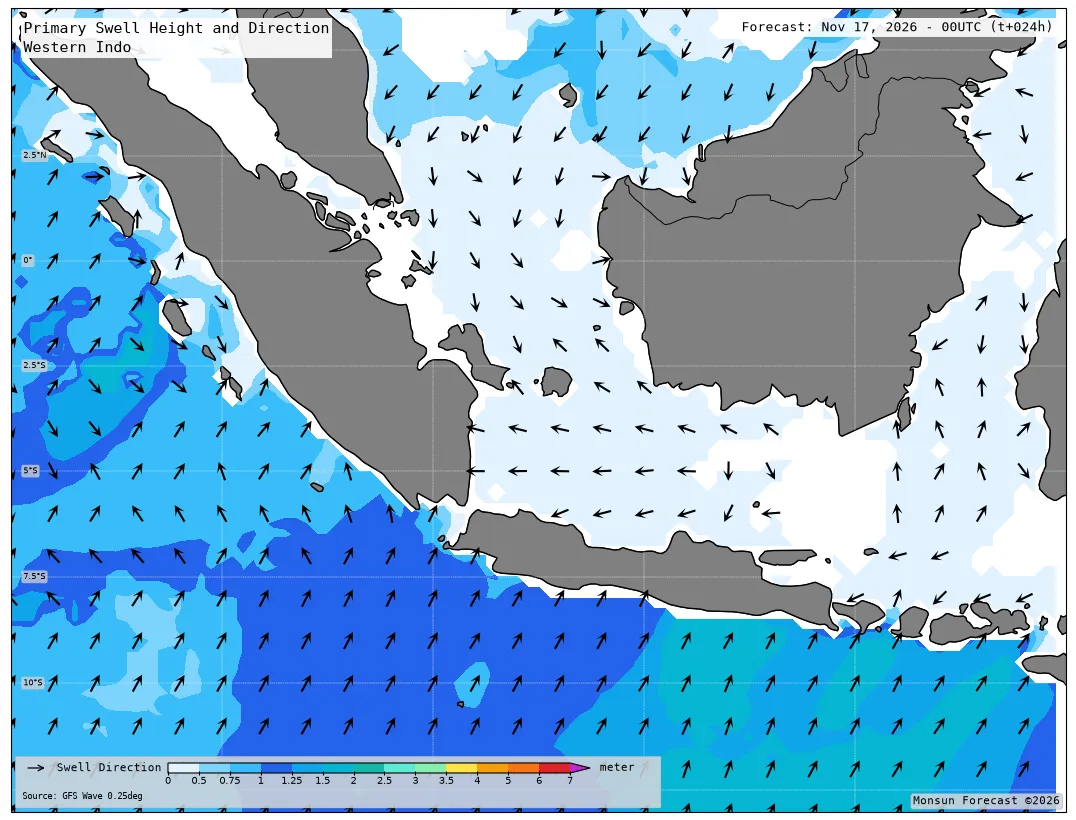 Primary Swell Height and Direction
Western Indo
Forecast: Nov 17, 2026 - 00UTC (t+024h)
2.5°N
0°
2.5°S
5°S
7.5°S
10°S
Swell Direction
0 0.5 0.75 1 1.25 1.5 2 2.5 3 3.5 4 5 6 7
meter
Source: GFS Wave 0.25deg
Monsun Forecast ©2026